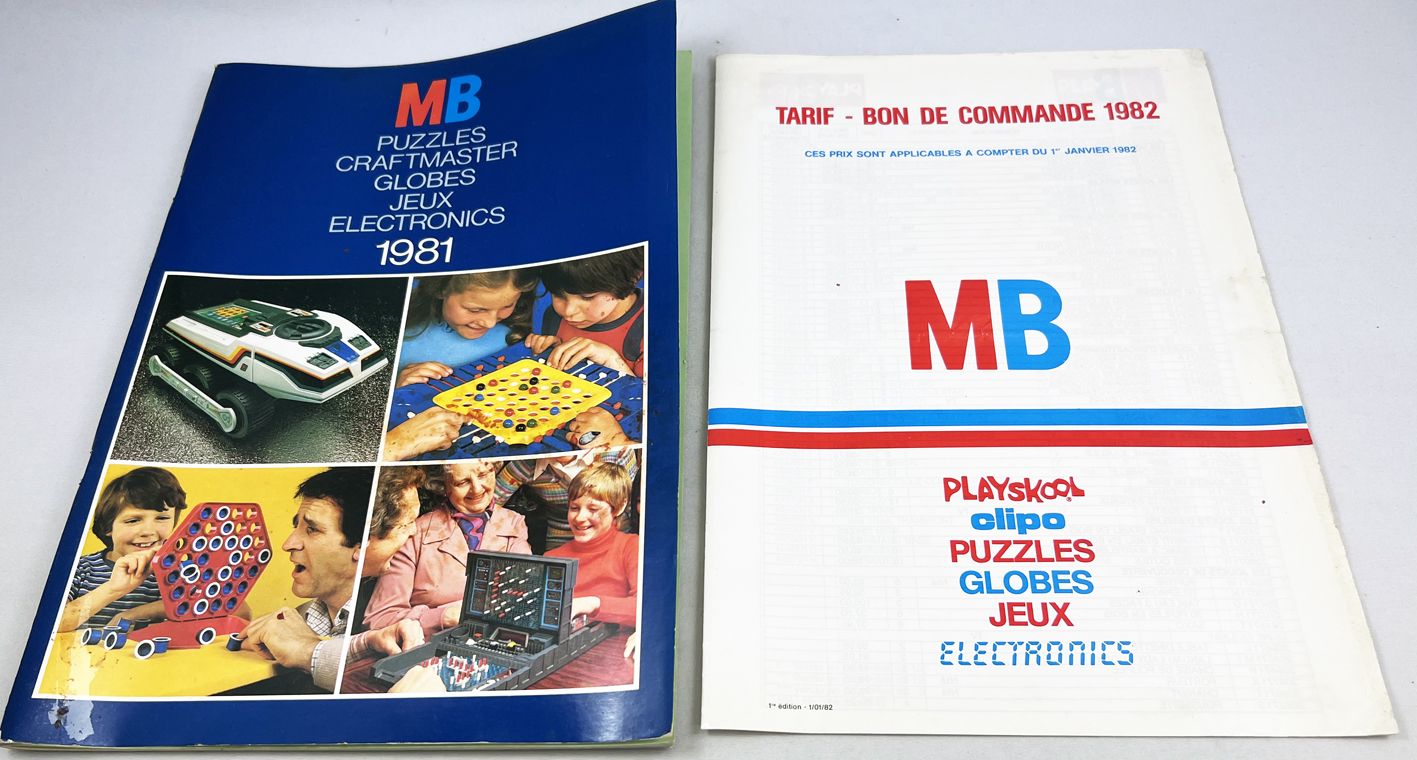 MB
PUZZLES
CRAFTMASTER
GLOBES
JEUX
ELECTRONICS
1981
TARIF - BON DE COMMANDE 1982
CES PRIX SONT APPLICABLES A COMPTER DU 1er JANVIER 1982
MB
PLAYSKOOL
clipo
PUZZLES
GLOBES
JEUX
ELECTRONICS
1re édition - 1/01/82